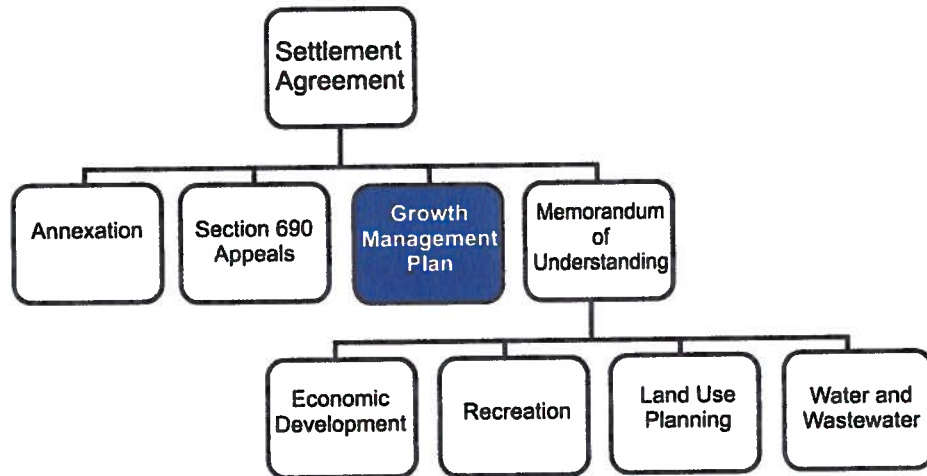 Settlement
Agreement
Annexation
Section 690
Appeals
Growth
Management
Plan
Memorandum
of
Understanding
Economic
Development
Recreation
Land Use
Planning
Water and
Wastewater